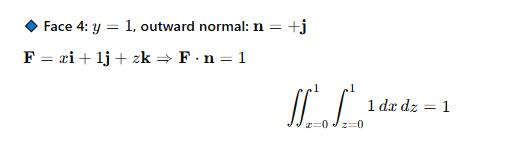 ◆ Face 4: y = 1, outward normal: n = +j
F = xi + 1j + zk ⇒ F · n = 1
∬_{x=0}^{1} ∫_{z=0}^{1} 1 dx dz = 1